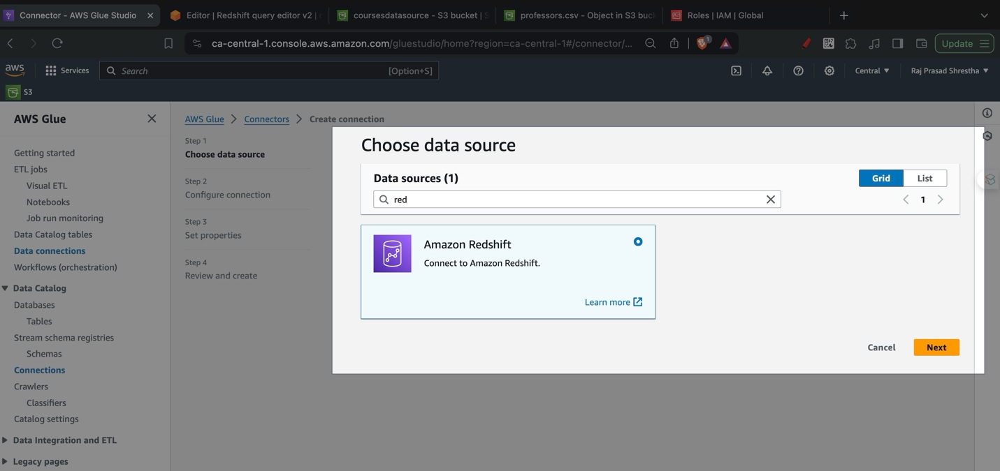 Connector - AWS Glue Studio
Editor | Redshift query editor v2 |
coursesdatasource - S3 bucket |
professors.csv - Object in S3 buc
Roles | IAM | Global
ca-central-1.console.aws.amazon.com/gluestudio/home?region=ca-central-1#/connector/...
1
Update
aws
Services
Search
[Option+S]
Central ▼
Raj Prasad Shrestha ▼
S3
AWS Glue
Getting started
ETL jobs
Visual ETL
Notebooks
Job run monitoring
Data Catalog tables
Data connections
Workflows (orchestration)
Data Catalog
Databases
Tables
Stream schema registries
Schemas
Connections
Crawlers
Classifiers
Catalog settings
Data Integration and ETL
Legacy pages
AWS Glue > Connectors > Create connection
Step 1
Choose data source
Step 2
Configure connection
Step 3
Set properties
Step 4
Review and create
Choose data source
Data sources (1)
Grid
List
red
1
Amazon Redshift
Connect to Amazon Redshift.
Learn more
Cancel
Next